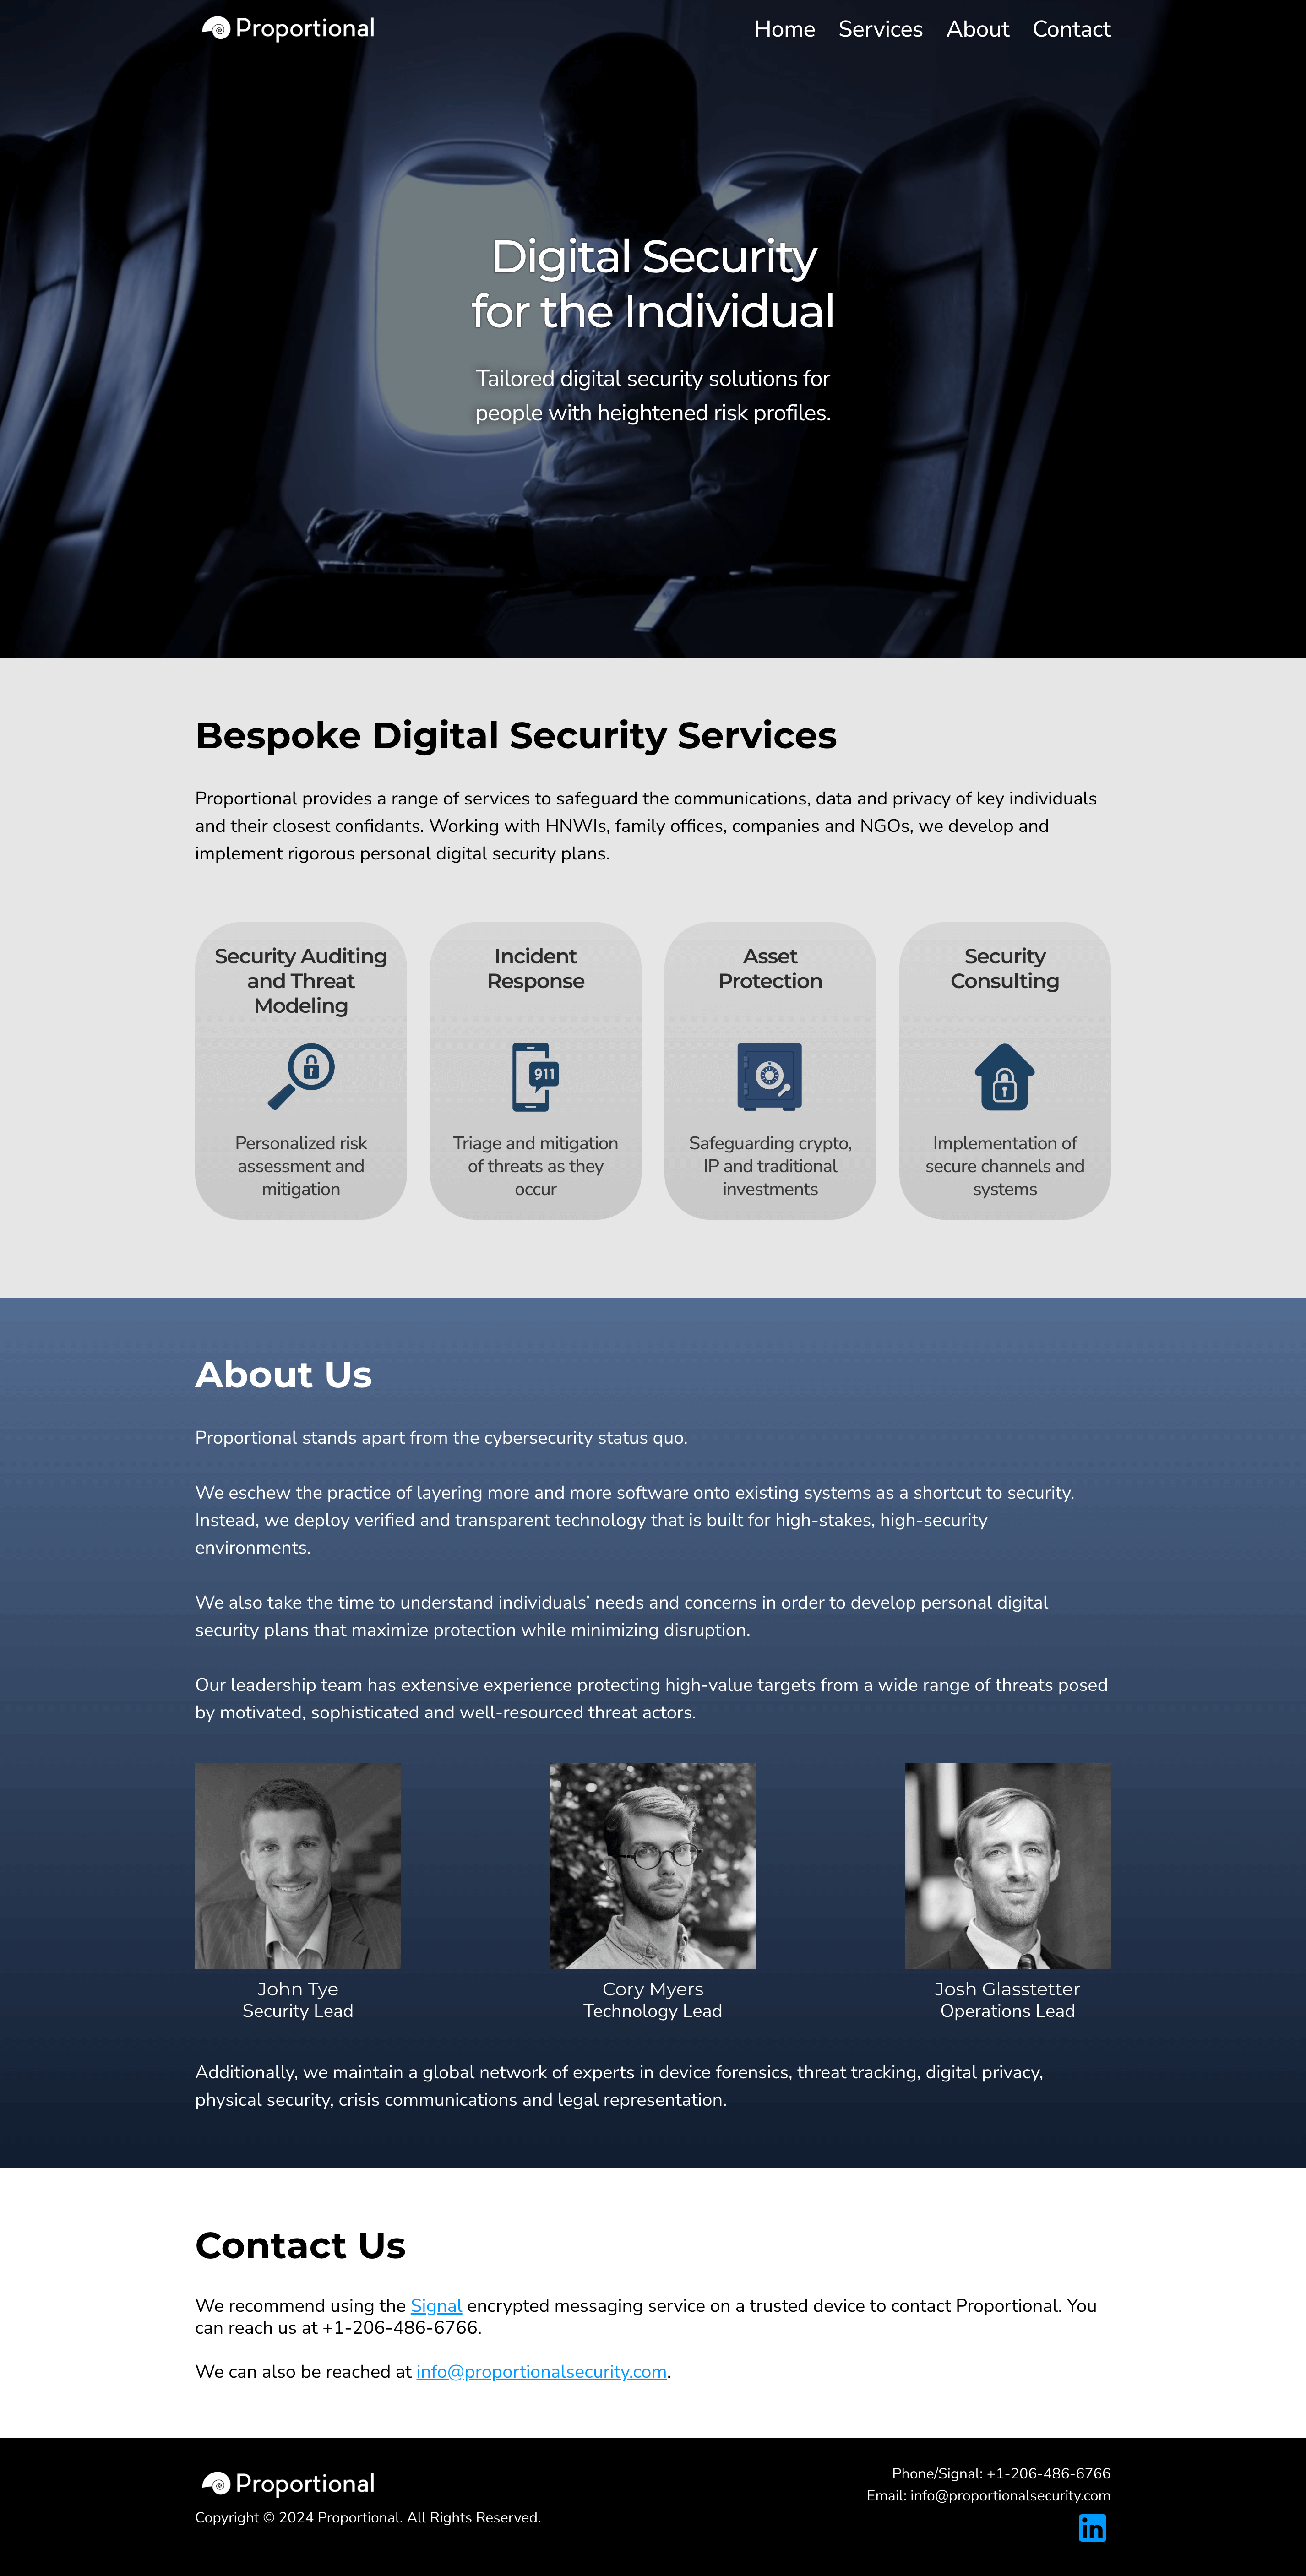 Proportional
Home Services About Contact
Digital Security
for the Individual
Tailored digital security solutions for
people with heightened risk profiles.
Bespoke Digital Security Services
Proportional provides a range of services to safeguard the communications, data and privacy of key individuals
and their closest confidants. Working with HNWIs, family offices, companies and NGOs, we develop and
implement rigorous personal digital security plans.
Security Auditing
and Threat
Modeling
Personalized risk
assessment and
mitigation
Incident
Response
911
Triage and mitigation
of threats as they
occur
Asset
Protection
Safeguarding crypto,
IP and traditional
investments
Security
Consulting
Implementation of
secure channels and
systems
About Us
Proportional stands apart from the cybersecurity status quo.
We eschew the practice of layering more and more software onto existing systems as a shortcut to security.
Instead, we deploy verified and transparent technology that is built for high-stakes, high-security
environments.
We also take the time to understand individuals’ needs and concerns in order to develop personal digital
security plans that maximize protection while minimizing disruption.
Our leadership team has extensive experience protecting high-value targets from a wide range of threats posed
by motivated, sophisticated and well-resourced threat actors.
John Tye
Security Lead
Cory Myers
Technology Lead
Josh Glasstetter
Operations Lead
Additionally, we maintain a global network of experts in device forensics, threat tracking, digital privacy,
physical security, crisis communications and legal representation.
Contact Us
We recommend using the Signal encrypted messaging service on a trusted device to contact Proportional. You
can reach us at +1-206-486-6766.
We can also be reached at info@proportionalsecurity.com.
Proportional
Copyright © 2024 Proportional. All Rights Reserved.
Phone/Signal: +1-206-486-6766
Email: info@proportionalsecurity.com
in